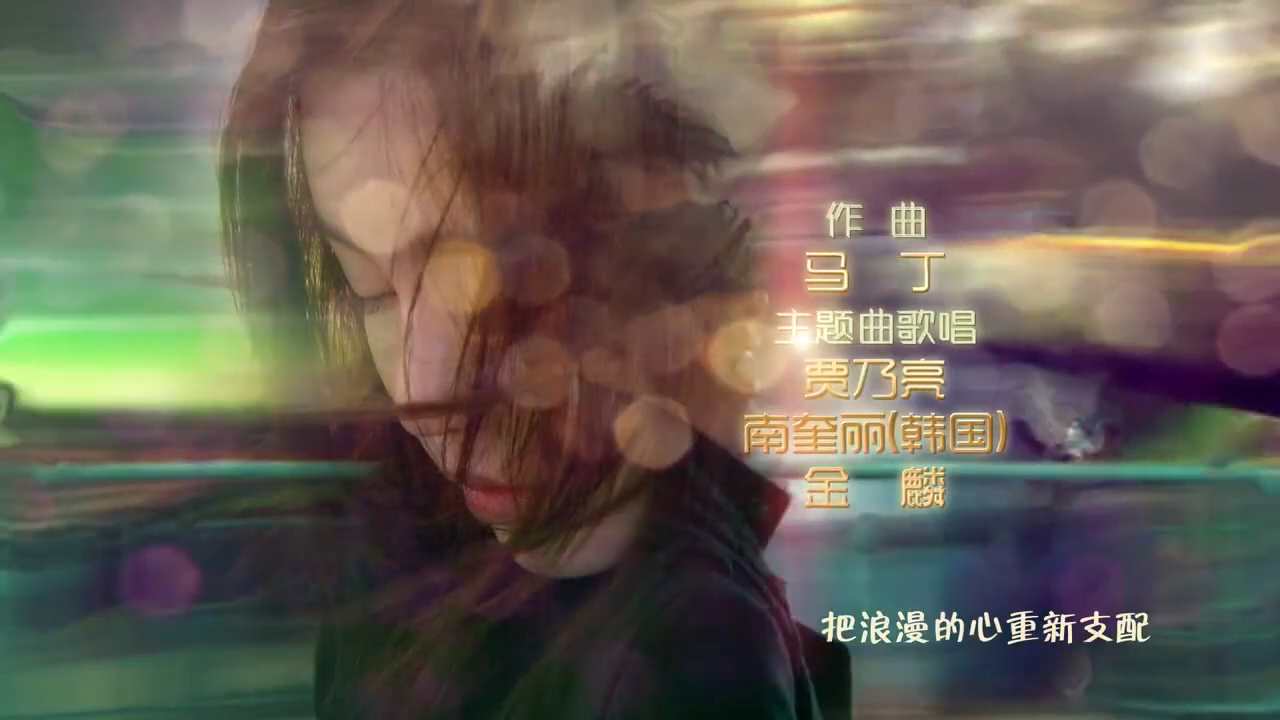 作 曲
马 丁
主题曲歌唱
贾乃亮
南奎丽(韩国)
金 麟
把浪漫的心重新支配